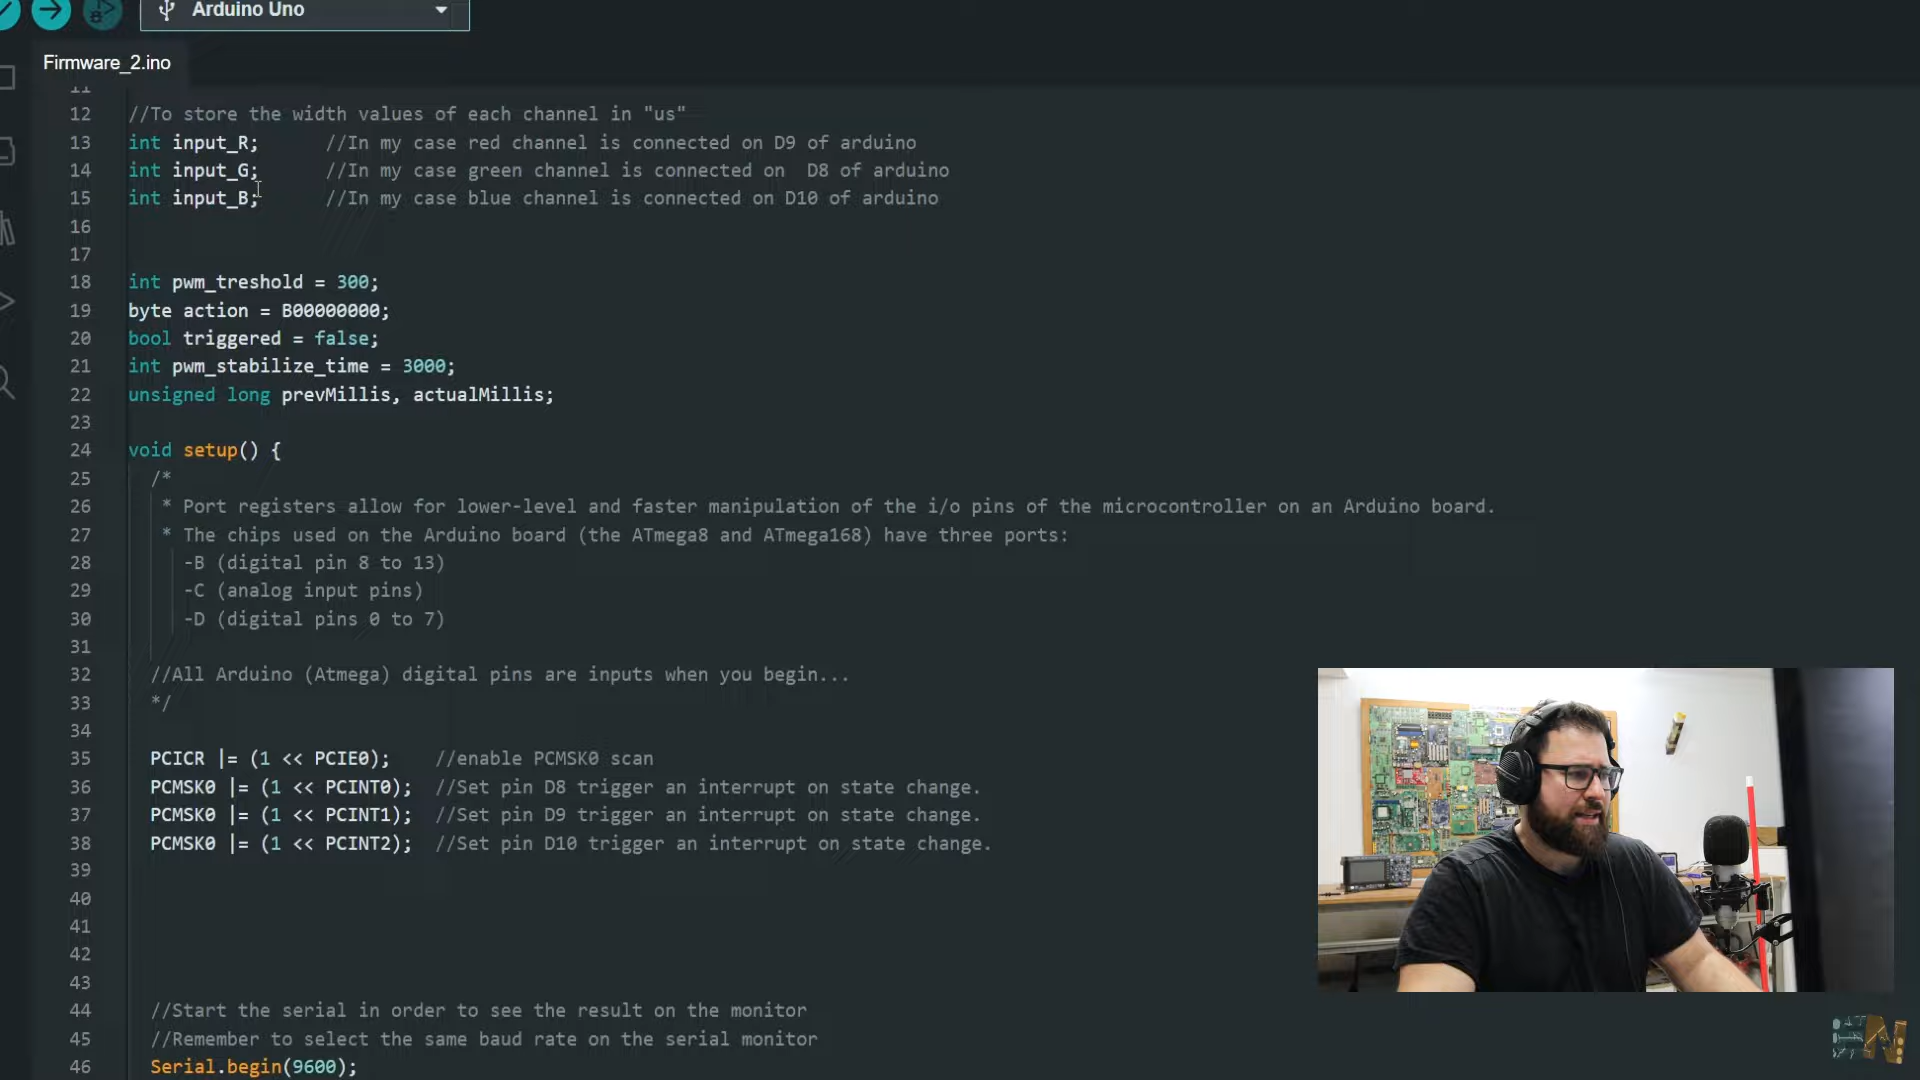 Arduino Uno
Firmware_2.ino
11
12 //To store the width values of each channel in "us"
13 int input_R; //In my case red channel is connected on D9 of arduino
14 int input_G; //In my case green channel is connected on D8 of arduino
15 int input_B; //In my case blue channel is connected on D10 of arduino
16
17
18 int pwm_treshold = 300;
19 byte action = B00000000;
20 bool triggered = false;
21 int pwm_stabilize_time = 3000;
22 unsigned long prevMillis, actualMillis;
23
24 void setup() {
25 /*
26 * Port registers allow for lower-level and faster manipulation of the i/o pins of the microcontroller on an Arduino board.
27 * The chips used on the Arduino board (the ATmega8 and ATmega168) have three ports:
28 -B (digital pin 8 to 13)
29 -C (analog input pins)
30 -D (digital pins 0 to 7)
31
32 //All Arduino (Atmega) digital pins are inputs when you begin...
33 */
34
35 PCICR |= (1 << PCIE0); //enable PCMSK0 scan
36 PCMSK0 |= (1 << PCINT0); //Set pin D8 trigger an interrupt on state change.
37 PCMSK0 |= (1 << PCINT1); //Set pin D9 trigger an interrupt on state change.
38 PCMSK0 |= (1 << PCINT2); //Set pin D10 trigger an interrupt on state change.
39
40
41
42
43
44 //Start the serial in order to see the result on the monitor
45 //Remember to select the same baud rate on the serial monitor
46 Serial.begin(9600);